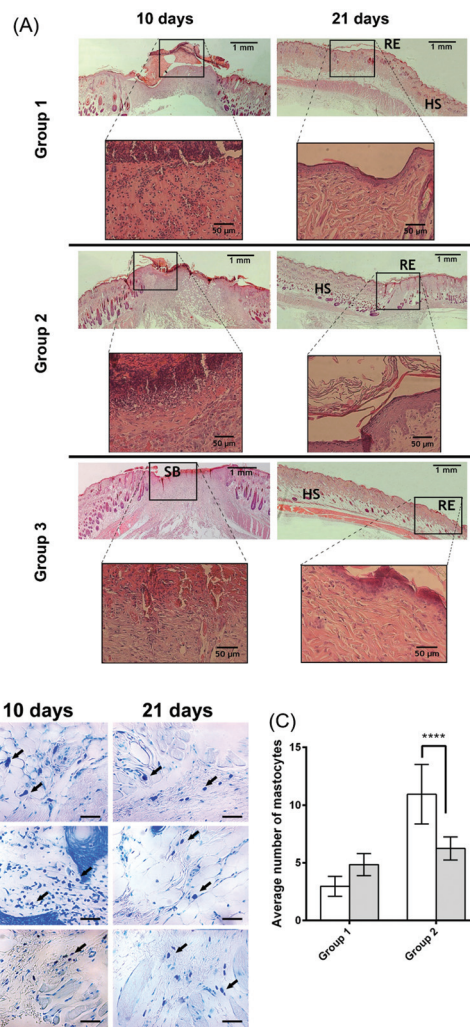 (A)
10 days
21 days
Group 1
1 mm
1 mm
RE
HS
50 µm
50 µm
Group 2
1 mm
1 mm
RE
HS
50 µm
50 µm
Group 3
SB
1 mm
1 mm
HS
RE
50 µm
50 µm
10 days
21 days
(C)
Average number of mastocytes
15
10
5
0
****
Group 1
Group 2